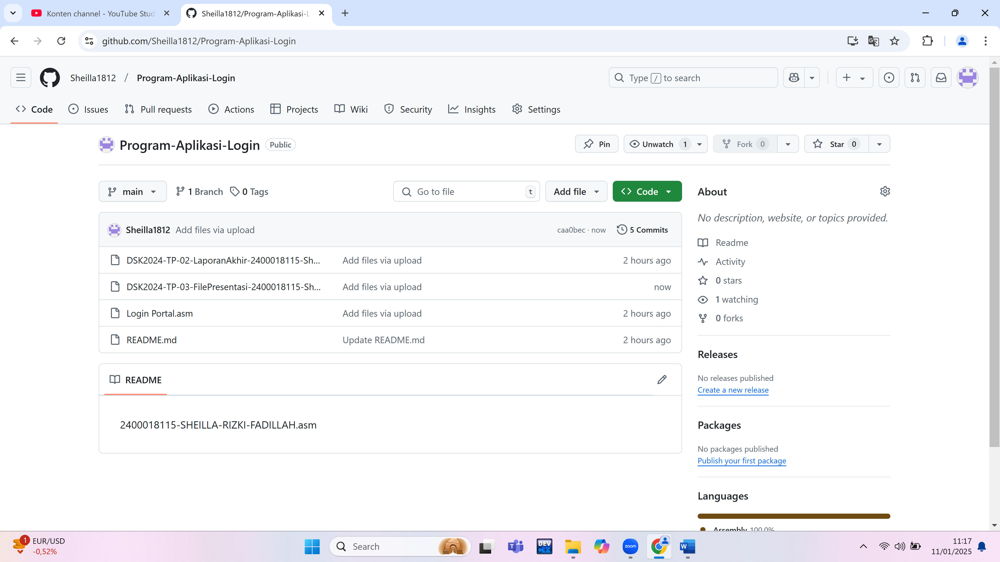 Konten channel - YouTube Stud
Sheilla1812/Program-Aplikasi-L
github.com/Sheilla1812/Program-Aplikasi-Login
Sheilla1812 / Program-Aplikasi-Login
Type / to search
Code Issues Pull requests Actions Projects Wiki Security Insights Settings
Program-Aplikasi-Login Public
Pin Unwatch 1 Fork 0 Star 0
main 1 Branch 0 Tags Go to file t Add file Code
Sheilla1812 Add files via upload caa0bec · now 5 Commits
DSK2024-TP-02-LaporanAkhir-2400018115-Sh... Add files via upload 2 hours ago
DSK2024-TP-03-FilePresentasi-2400018115-Sh... Add files via upload now
Login Portal.asm Add files via upload 2 hours ago
README.md Update README.md 2 hours ago
README
2400018115-SHEILLA-RIZKI-FADILLAH.asm
About
No description, website, or topics provided.
Readme
Activity
0 stars
1 watching
0 forks
Releases
No releases published
Create a new release
Packages
No packages published
Publish your first package
Languages
Assembly 100.0%
1
EUR/USD
-0,52%
Search
T
DEV
C++
zoom
W
11:17
11/01/2025